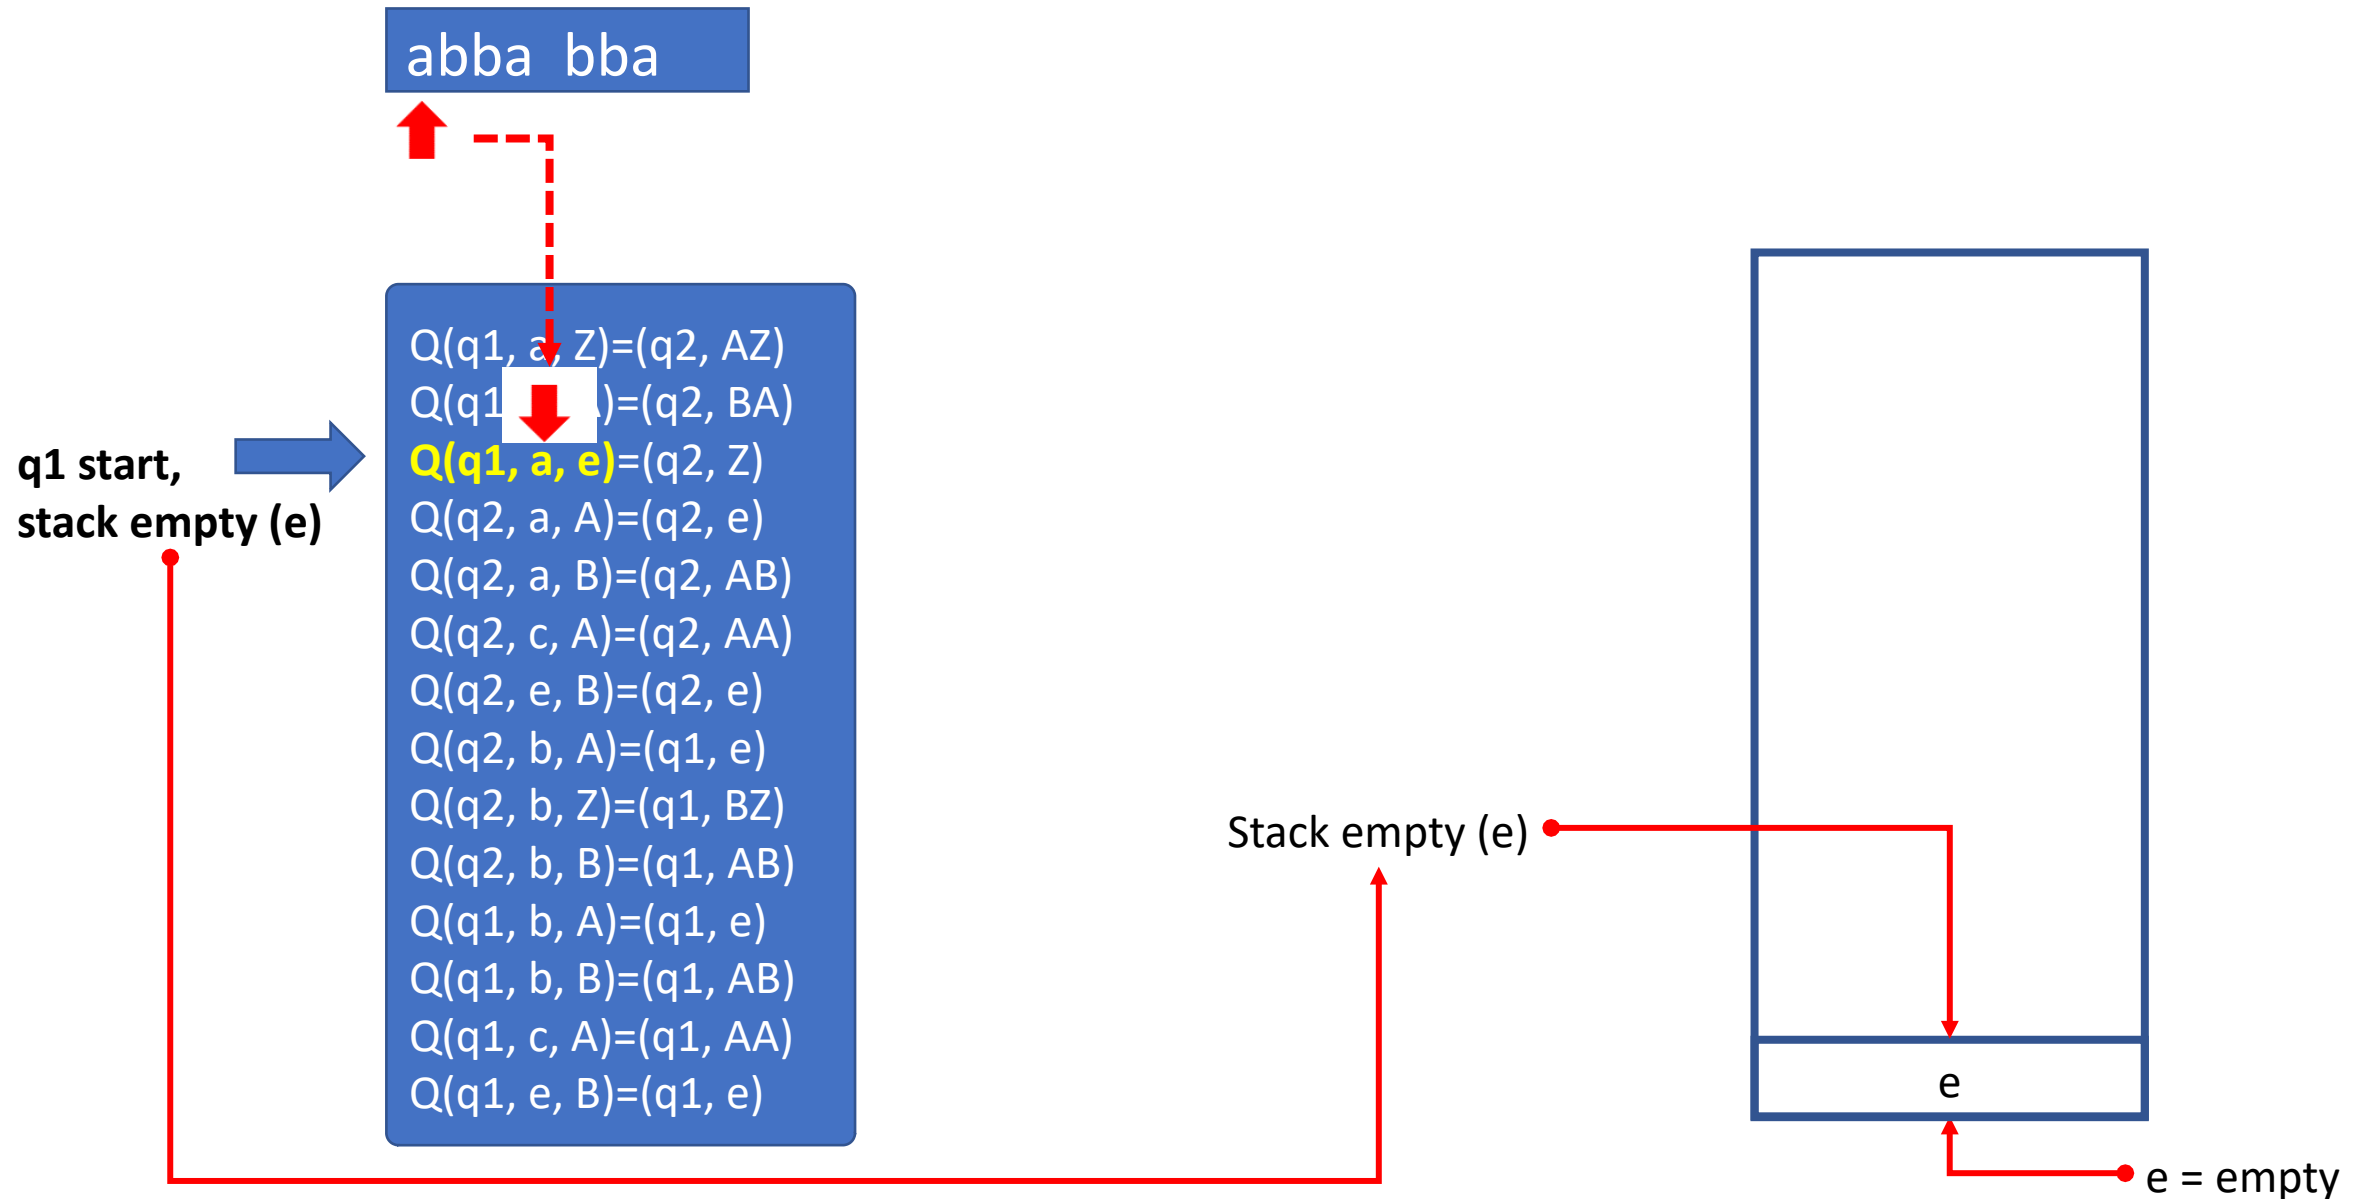 abba bba
q1 start,
stack empty (e)
Q(q1, a, Z)=(q2, AZ)
Q(q1 )=(q2, BA)
Q(q1, a, e)=(q2, Z)
Q(q2, a, A)=(q2, e)
Q(q2, a, B)=(q2, AB)
Q(q2, c, A)=(q2, AA)
Q(q2, e, B)=(q2, e)
Q(q2, b, A)=(q1, e)
Q(q2, b, Z)=(q1, BZ)
Q(q2, b, B)=(q1, AB)
Q(q1, b, A)=(q1, e)
Q(q1, b, B)=(q1, AB)
Q(q1, c, A)=(q1, AA)
Q(q1, e, B)=(q1, e)
Stack empty (e)
e
e = empty